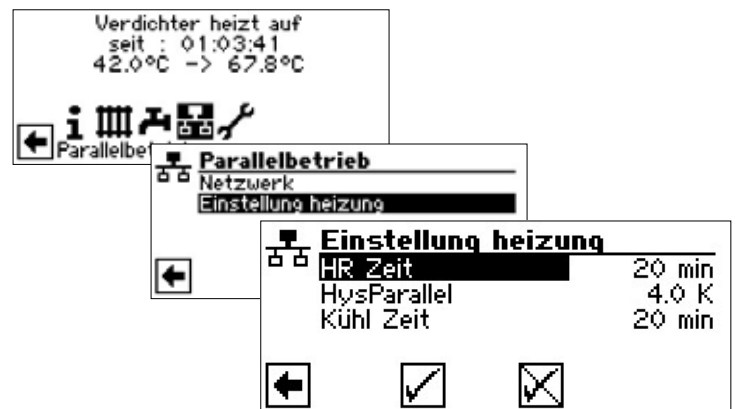 Verdichter heizt auf
seit : 01:03:41
42.0°C -> 67.8°C
Parallelbet
Parallelbetrieb
Netzwerk
Einstellung heizung
Einstellung heizung
HR Zeit 20 min
HysParallel 4.0 K
Kühl Zeit 20 min